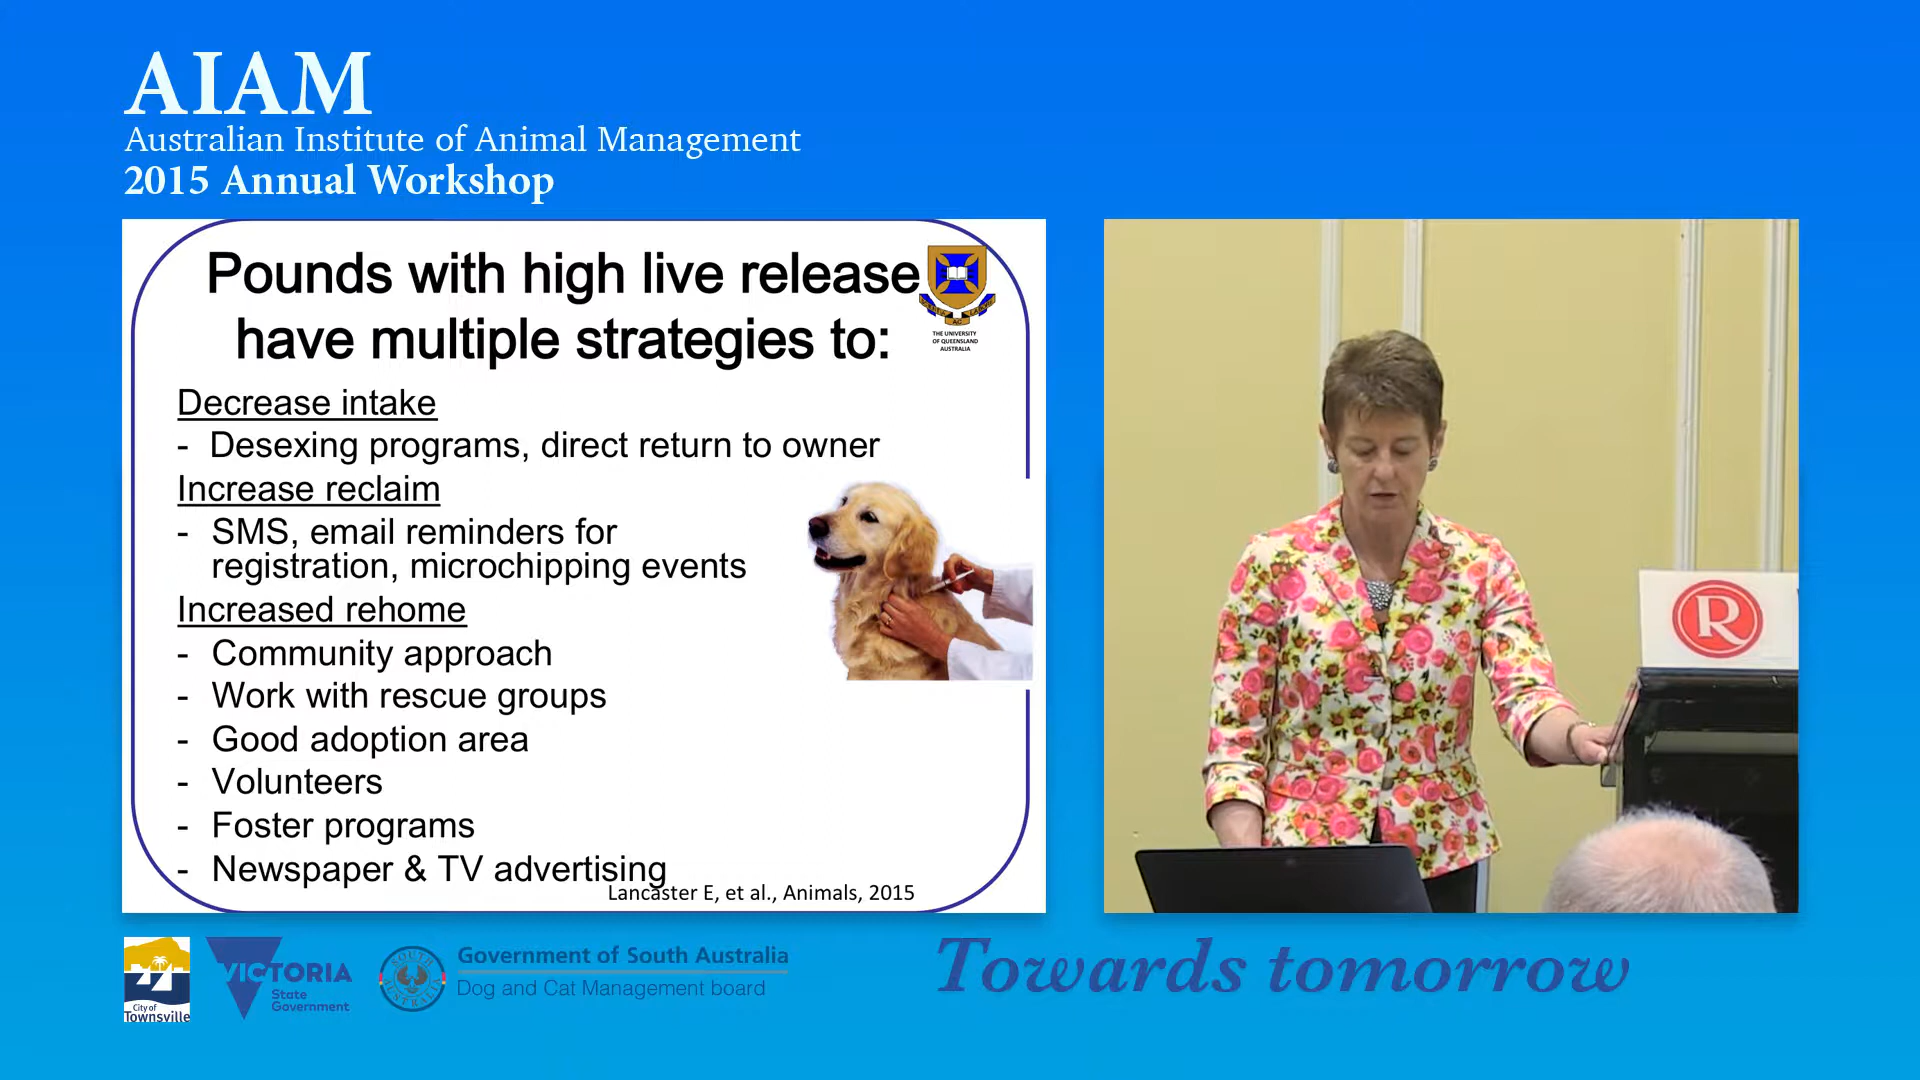 AIAM
Australian Institute of Animal Management
2015 Annual Workshop
Pounds with high live release
have multiple strategies to:
THE UNIVERSITY
OF QUEENSLAND
AUSTRALIA
Decrease intake
- Desexing programs, direct return to owner
Increase reclaim
- SMS, email reminders for
registration, microchipping events
Increased rehome
- Community approach
- Work with rescue groups
- Good adoption area
- Volunteers
- Foster programs
- Newspaper & TV advertising
Lancaster E, et al., Animals, 2015
R
City of
Townsville
VICTORIA
State
Government
SOUTH
AUSTRALIA
Government of South Australia
Dog and Cat Management board
Towards tomorrow